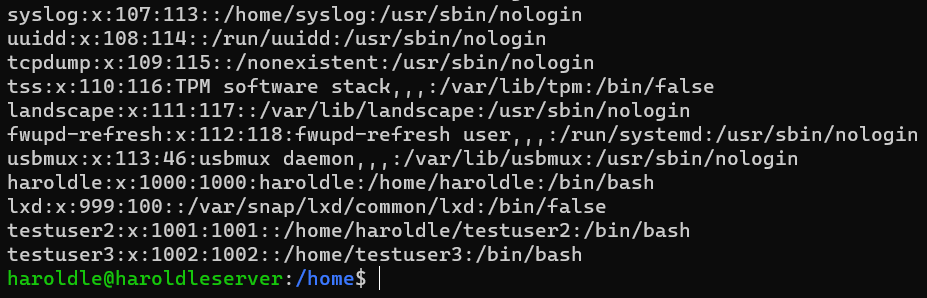 syslog:x:107:113::/home/syslog:/usr/sbin/nologin
uuidd:x:108:114::/run/uuidd:/usr/sbin/nologin
tcpdump:x:109:115::/nonexistent:/usr/sbin/nologin
tss:x:110:116:TPM software stack,,,:/var/lib/tpm:/bin/false
landscape:x:111:117::/var/lib/landscape:/usr/sbin/nologin
fwupd-refresh:x:112:118:fwupd-refresh user,,,:/run/systemd:/usr/sbin/nologin
usbmux:x:113:46:usbmux daemon,,,:/var/lib/usbmux:/usr/sbin/nologin
haroldle:x:1000:1000:haroldle:/home/haroldle:/bin/bash
lxd:x:999:100::/var/snap/lxd/common/lxd:/bin/false
testuser2:x:1001:1001::/home/haroldle/testuser2:/bin/bash
testuser3:x:1002:1002::/home/testuser3:/bin/bash
haroldle@haroldleserver:/home$